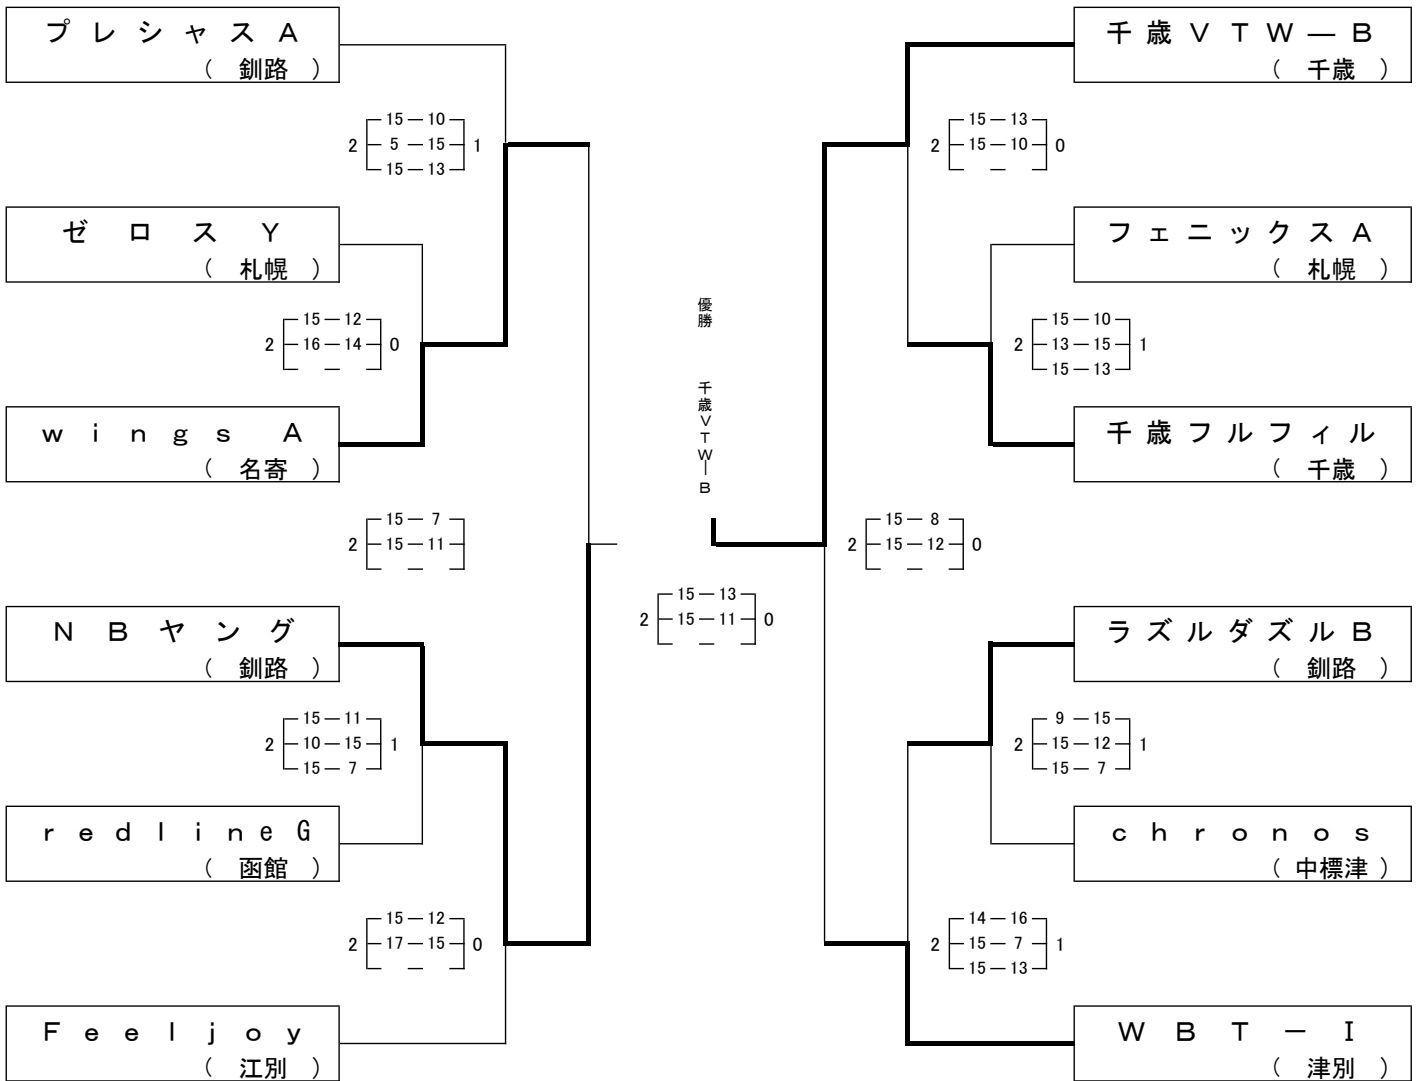 プレシャスA
（ 釧路 ）
15 ― 10
2 5 ― 15 1
15 ― 13
ゼロスY
（ 札幌 ）
15 ― 12
2 16 ― 14 0
― 
wings A
（ 名寄 ）
15 ― 7
2 15 ― 11
― 
NBヤング
（ 釧路 ）
15 ― 11
2 10 ― 15 1
15 ― 7
redlineG
（ 函館 ）
15 ― 12
2 17 ― 15 0
― 
Feeljoy
（ 江別 ）
優勝
千歳VTW―B
15 ― 13
2 15 ― 11 0
― 
千歳VTW―B
（ 千歳 ）
15 ― 13
2 15 ― 10 0
― 
フェニックスA
（ 札幌 ）
15 ― 10
2 13 ― 15 1
15 ― 13
千歳フルフィル
（ 千歳 ）
15 ― 8
2 15 ― 12 0
― 
ラズルダズルB
（ 釧路 ）
9 ― 15
2 15 ― 12 1
15 ― 7
chronos
（ 中標津 ）
14 ― 16
2 15 ― 7 1
15 ― 13
WBT－I
（ 津別 ）